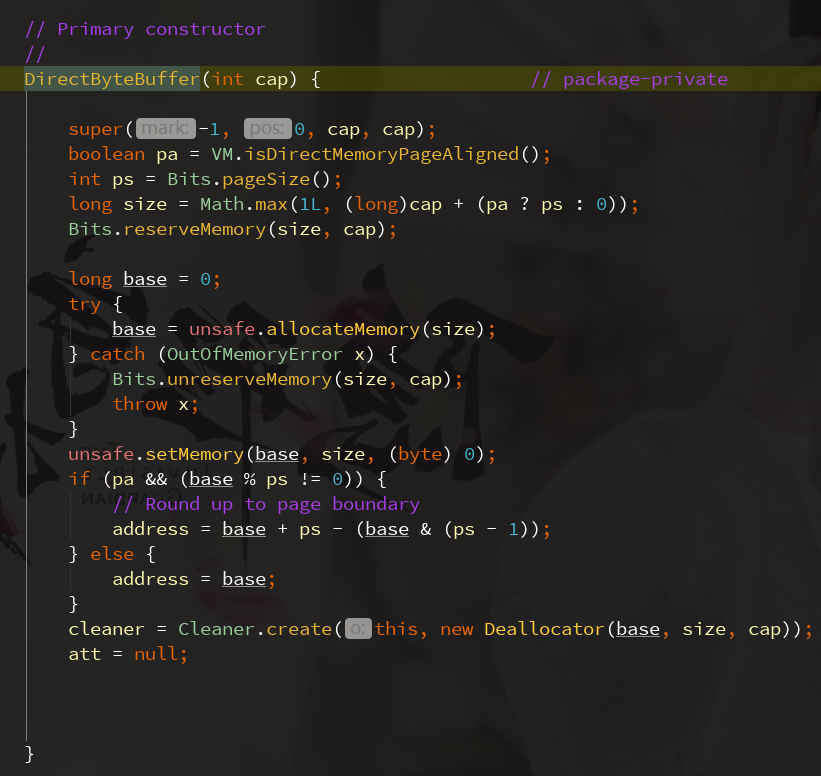 // Primary constructor
//
DirectByteBuffer(int cap) {                   // package-private
super( mark: -1, pos: 0, cap, cap);
boolean pa = VM.isDirectMemoryPageAligned();
int ps = Bits.pageSize();
long size = Math.max(1L, (long)cap + (pa ? ps : 0));
Bits.reserveMemory(size, cap);
long base = 0;
try {
base = unsafe.allocateMemory(size);
} catch (OutOfMemoryError x) {
Bits.unreserveMemory(size, cap);
throw x;
}
unsafe.setMemory(base, size, (byte) 0);
if (pa && (base % ps != 0)) {
// Round up to page boundary
address = base + ps - (base & (ps - 1));
} else {
address = base;
}
cleaner = Cleaner.create( o: this, new Deallocator(base, size, cap));
att = null;
}